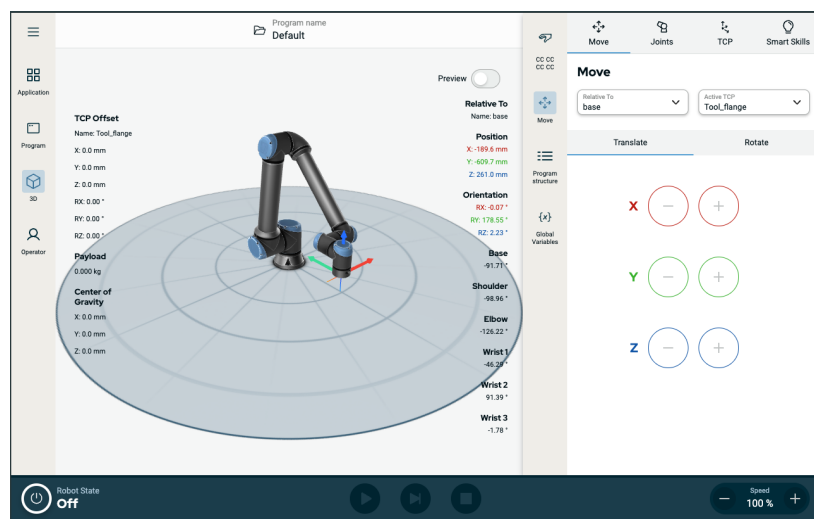 Program name
Default
Application
Program
3D
Operator
TCP Offset
Name: Tool_flange
X: 0.0 mm
Y: 0.0 mm
Z: 0.0 mm
RX: 0.00 °
RY: 0.00 °
RZ: 0.00 °
Payload
0.000 kg
Center of
Gravity
X: 0.0 mm
Y: 0.0 mm
Z: 0.0 mm
Preview
Relative To
Name: base
Position
X: -189.6 mm
Y: -609.7 mm
Z: 261.0 mm
Orientation
RX: -0.07 °
RY: 178.55 °
RZ: 2.23 °
Base
-91.71 °
Shoulder
-98.96 °
Elbow
-126.22 °
Wrist 1
-46.29 °
Wrist 2
91.39 °
Wrist 3
-1.78 °
CC CC
CC CC
Move
Program
structure
{x}
Global
Variables
Move
Joints
TCP
Smart Skills
Move
Relative To
base
Active TCP
Tool_flange
Translate
Rotate
X − +
Y − +
Z − +
Robot State
Off
Speed
− 100 % +